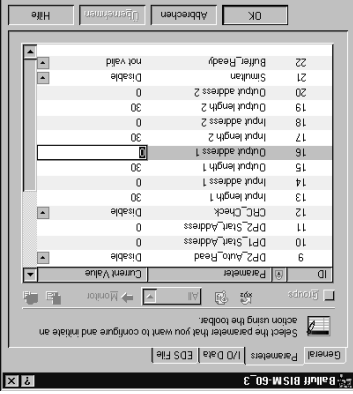 Balluff BISM-60_3
General Parameters I/O Data EDS File
Select the parameter that you want to configure and initiate an
action using the toolbar.
Groups All Monitor
ID Parameter Current Value
9 DP2_Auto_Read Disable
10 DP1_Start_Address 0
11 DP2_Start_Address 0
12 CRC_Check Disable
13 Input length 1 30
14 Input address 1 0
15 Output length 1 30
16 Output address 1 0
17 Input length 2 30
18 Input address 2 0
19 Output length 2 30
20 Output address 2 0
21 Simultan Disable
22 Buffer_Ready not valid
OK Abbrechen Übernehmen Hilfe